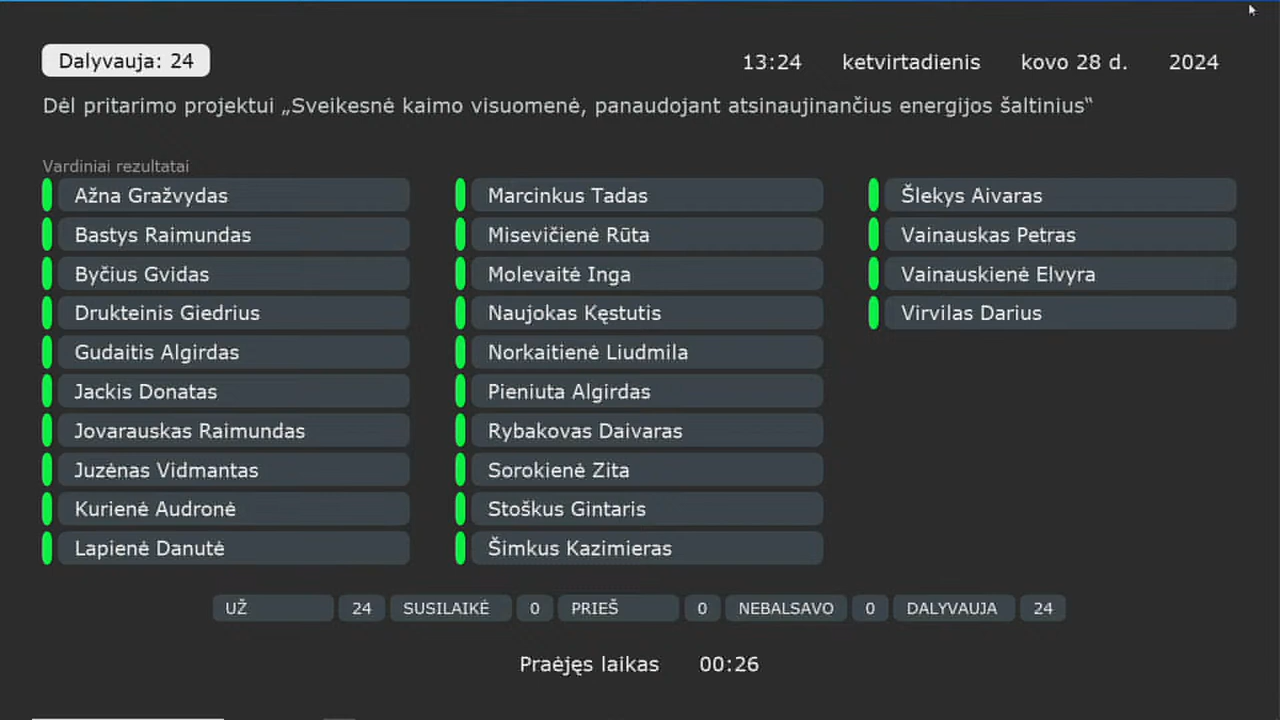 Dalyvauja: 24
13:24 ketvirtadienis kovo 28 d. 2024
Dėl pritarimo projektui „Sveikesnė kaimo visuomenė, panaudojant atsinaujinančius energijos šaltinius“
Vardiniai rezultatai
Ažna Gražvydas
Bastys Raimundas
Byčius Gvidas
Drukteinis Giedrius
Gudaitis Algirdas
Jackis Donatas
Jovarauskas Raimundas
Juzėnas Vidmantas
Kurienė Audronė
Lapienė Danutė
Marcinkus Tadas
Misevičienė Rūta
Molevaitė Inga
Naujokas Kęstutis
Norkaitienė Liudmila
Pieniuta Algirdas
Rybakovas Daivaras
Sorokienė Zita
Stoškus Gintaris
Šimkus Kazimieras
Šlekys Aivaras
Vainauskas Petras
Vainauskienė Elvyra
Virvilas Darius
UŽ 24 SUSILAIKĖ 0 PRIEŠ 0 NEBALSAVO 0 DALYVAUJA 24
Praėjęs laikas 00:26